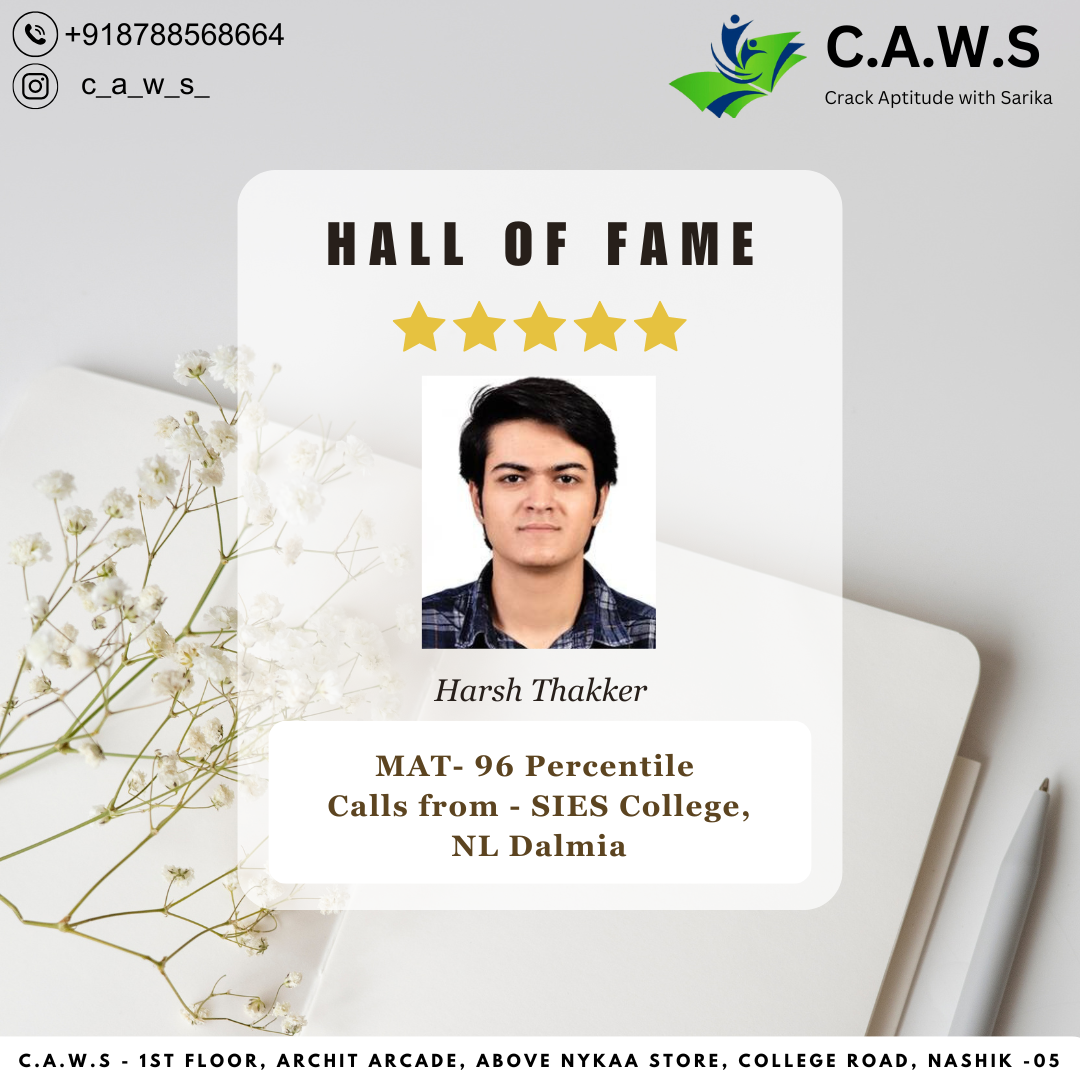 +918788568664
c_a_w_s_
C.A.W.S
Crack Aptitude with Sarika
HALL OF FAME
Harsh Thakker
MAT- 96 Percentile
Calls from - SIES College,
NL Dalmia
C.A.W.S - 1ST FLOOR, ARCHIT ARCADE, ABOVE NYKAA STORE, COLLEGE ROAD, NASHIK -05